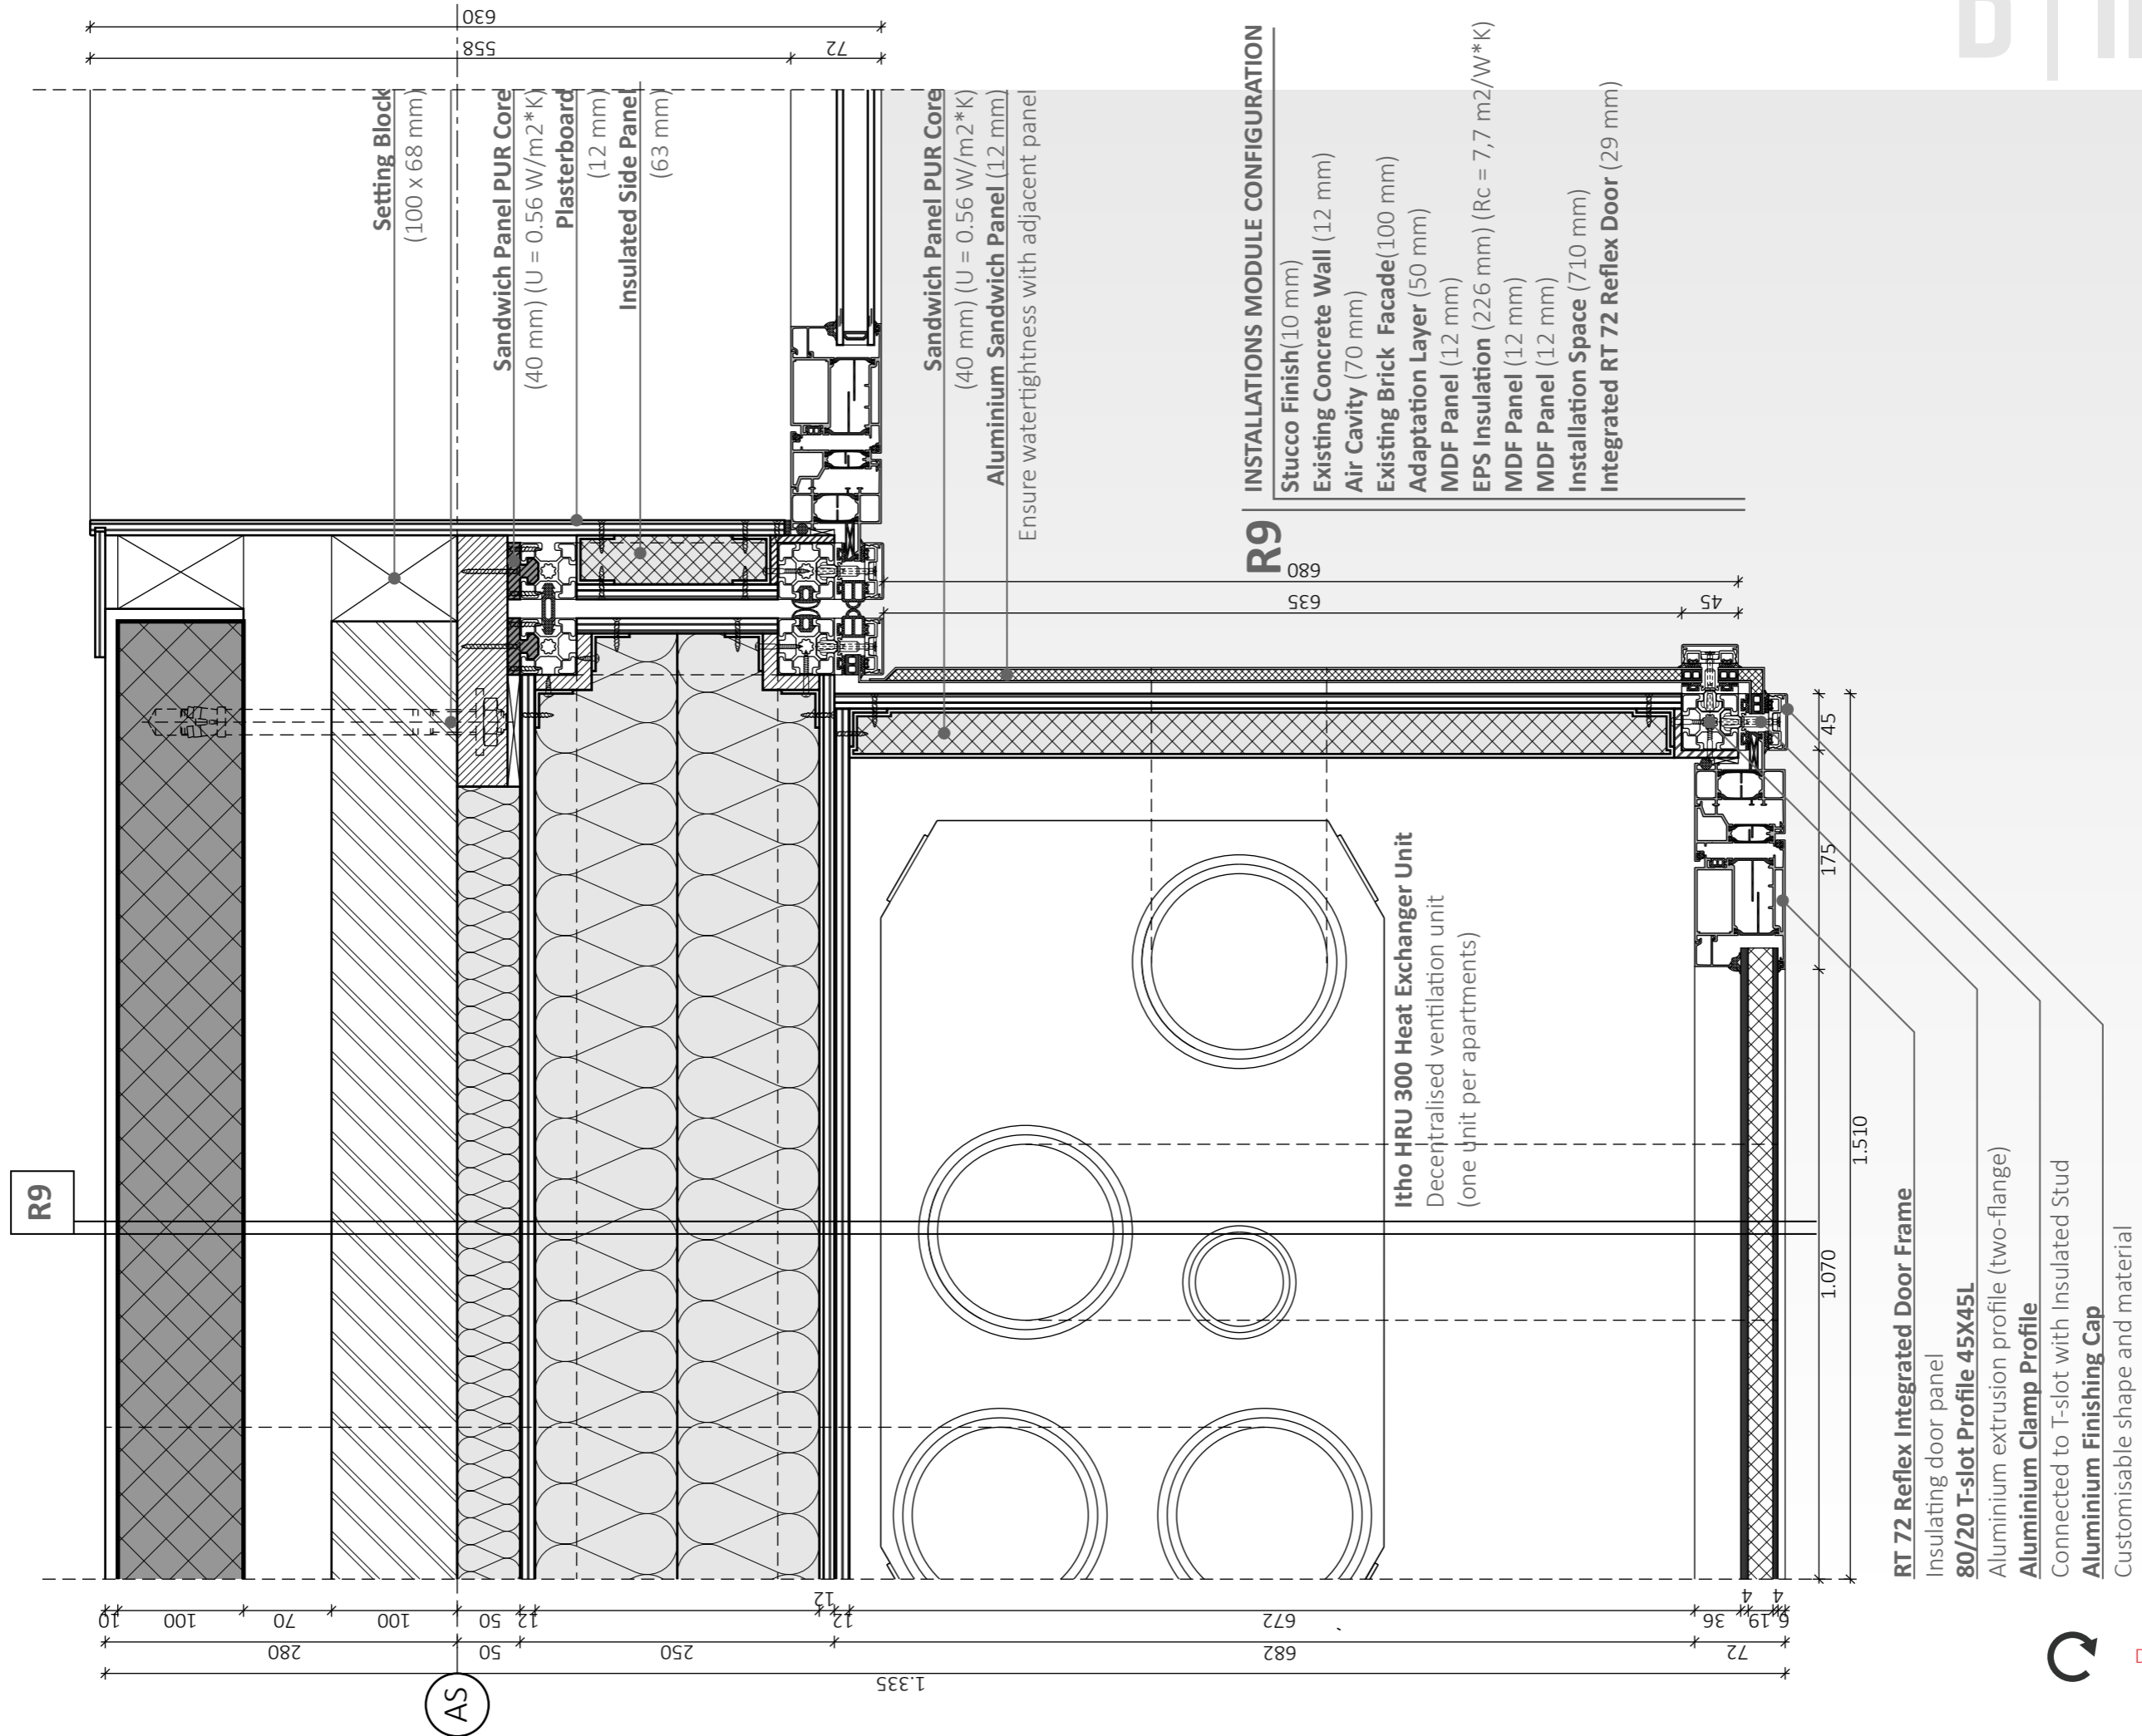 R9
Setting Block
(100 x 68 mm)
Sandwich Panel PUR Core
(40 mm) (U = 0.56 W/m2*K)
Plasterboard
(12 mm)
Insulated Side Panel
(63 mm)
Sandwich Panel PUR Core
(40 mm) (U = 0.56 W/m2*K)
Aluminium Sandwich Panel (12 mm)
Ensure watertightness with adjacent panel
R9
INSTALLATIONS MODULE CONFIGURATION
Stucco Finish(10 mm)
Existing Concrete Wall (12 mm)
Air Cavity (70 mm)
Existing Brick Facade(100 mm)
Adaptation Layer (50 mm)
MDF Panel (12 mm)
EPS Insulation (226 mm) (Rc = 7,7 m2/W*K)
MDF Panel (12 mm)
MDF Panel (12 mm)
Installation Space (710 mm)
Integrated RT 72 Reflex Door (29 mm)
Itho HRU 300 Heat Exchanger Unit
Decentralised ventilation unit
(one unit per apartments)
RT 72 Reflex Integrated Door Frame
Insulating door panel
80/20 T-slot Profile 45X45L
Aluminium extrusion profile (two-flange)
Aluminium Clamp Profile
Connected to T-slot with Insulated Stud
Aluminium Finishing Cap
Customisable shape and material
630
558
72
680
635
45
45
175
1.070
1.510
10
100
70
100
50
12
12
12
672
36
4
19
4
6
280
50
250
682
72
1.335
AS